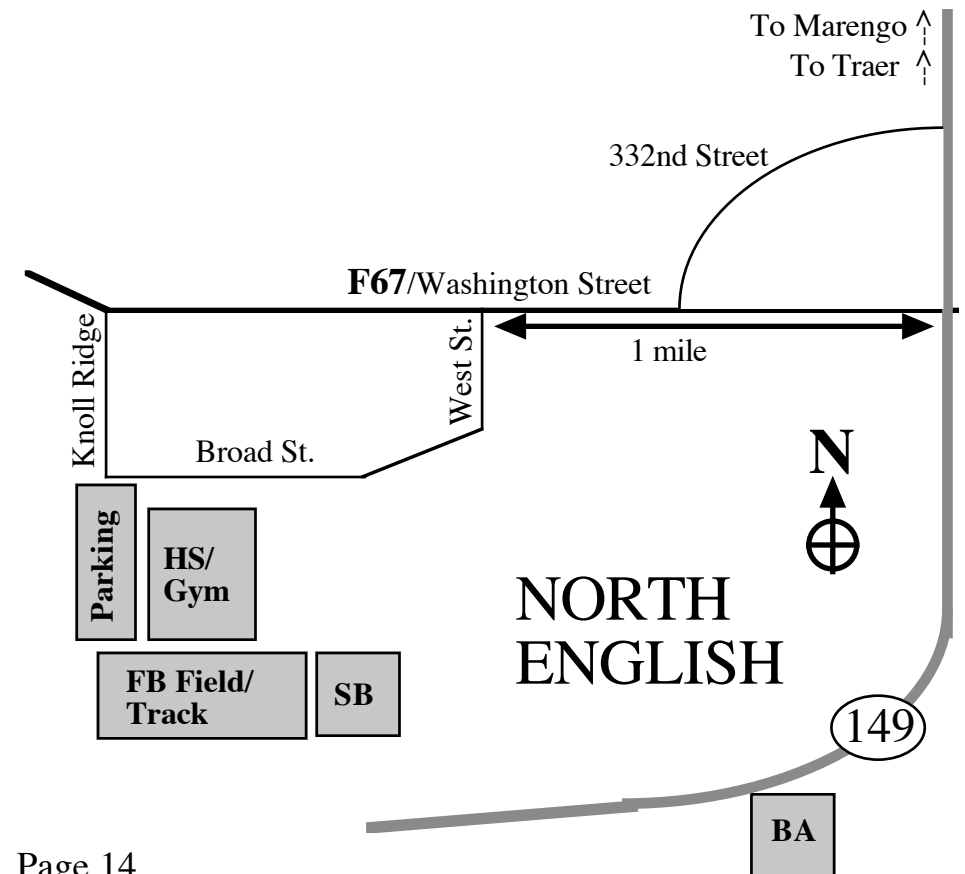 To Marengo
To Traer
332nd Street
F67/Washington Street
1 mile
Knoll Ridge
West St.
Broad St.
N
Parking
HS/
Gym
NORTH
ENGLISH
FB Field/
Track
SB
149
BA
Page 14